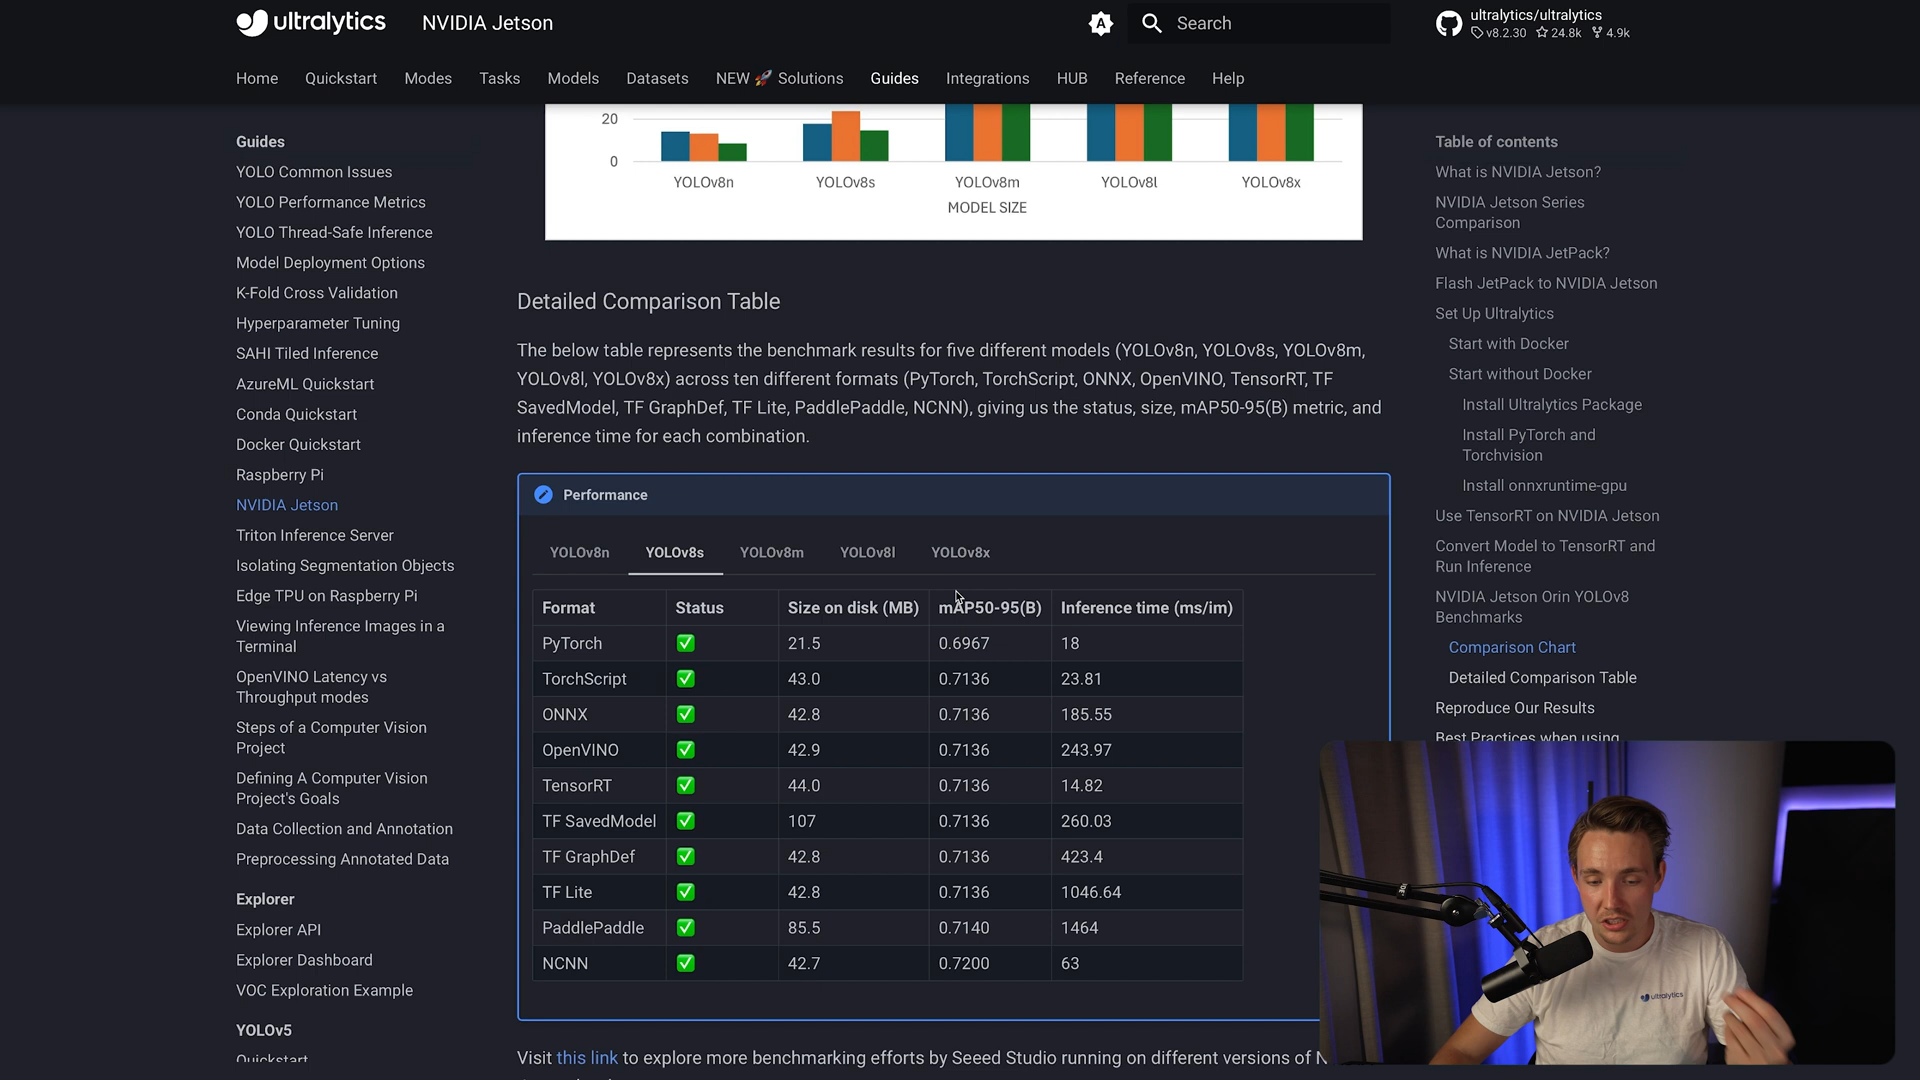 ultralytics
NVIDIA Jetson
A
Search
ultralytics/ultralytics
v8.2.30 24.8k 4.9k
Home Quickstart Modes Tasks Models Datasets NEW 🚀 Solutions Guides Integrations HUB Reference Help
Guides
YOLO Common Issues
YOLO Performance Metrics
YOLO Thread-Safe Inference
Model Deployment Options
K-Fold Cross Validation
Hyperparameter Tuning
SAHI Tiled Inference
AzureML Quickstart
Conda Quickstart
Docker Quickstart
Raspberry Pi
NVIDIA Jetson
Triton Inference Server
Isolating Segmentation Objects
Edge TPU on Raspberry Pi
Viewing Inference Images in a
Terminal
OpenVINO Latency vs
Throughput modes
Steps of a Computer Vision
Project
Defining A Computer Vision
Project's Goals
Data Collection and Annotation
Preprocessing Annotated Data
Explorer
Explorer API
Explorer Dashboard
VOC Exploration Example
YOLOv5
Quickstart
20
0
YOLOv8n YOLOv8s YOLOv8m YOLOv8l YOLOv8x
MODEL SIZE
Detailed Comparison Table
The below table represents the benchmark results for five different models (YOLOv8n, YOLOv8s, YOLOv8m,
YOLOv8l, YOLOv8x) across ten different formats (PyTorch, TorchScript, ONNX, OpenVINO, TensorRT, TF
SavedModel, TF GraphDef, TF Lite, PaddlePaddle, NCNN), giving us the status, size, mAP50-95(B) metric, and
inference time for each combination.
Performance
YOLOv8n YOLOv8s YOLOv8m YOLOv8l YOLOv8x
Format Status Size on disk (MB) mAP50-95(B) Inference time (ms/im)
PyTorch ✅ 21.5 0.6967 18
TorchScript ✅ 43.0 0.7136 23.81
ONNX ✅ 42.8 0.7136 185.55
OpenVINO ✅ 42.9 0.7136 243.97
TensorRT ✅ 44.0 0.7136 14.82
TF SavedModel ✅ 107 0.7136 260.03
TF GraphDef ✅ 42.8 0.7136 423.4
TF Lite ✅ 42.8 0.7136 1046.64
PaddlePaddle ✅ 85.5 0.7140 1464
NCNN ✅ 42.7 0.7200 63
Visit this link to explore more benchmarking efforts by Seeed Studio running on different versions of N
Table of contents
What is NVIDIA Jetson?
NVIDIA Jetson Series
Comparison
What is NVIDIA JetPack?
Flash JetPack to NVIDIA Jetson
Set Up Ultralytics
Start with Docker
Start without Docker
Install Ultralytics Package
Install PyTorch and
Torchvision
Install onnxruntime-gpu
Use TensorRT on NVIDIA Jetson
Convert Model to TensorRT and
Run Inference
NVIDIA Jetson Orin YOLOv8
Benchmarks
Comparison Chart
Detailed Comparison Table
Reproduce Our Results
Best Practices when using
ultralytics